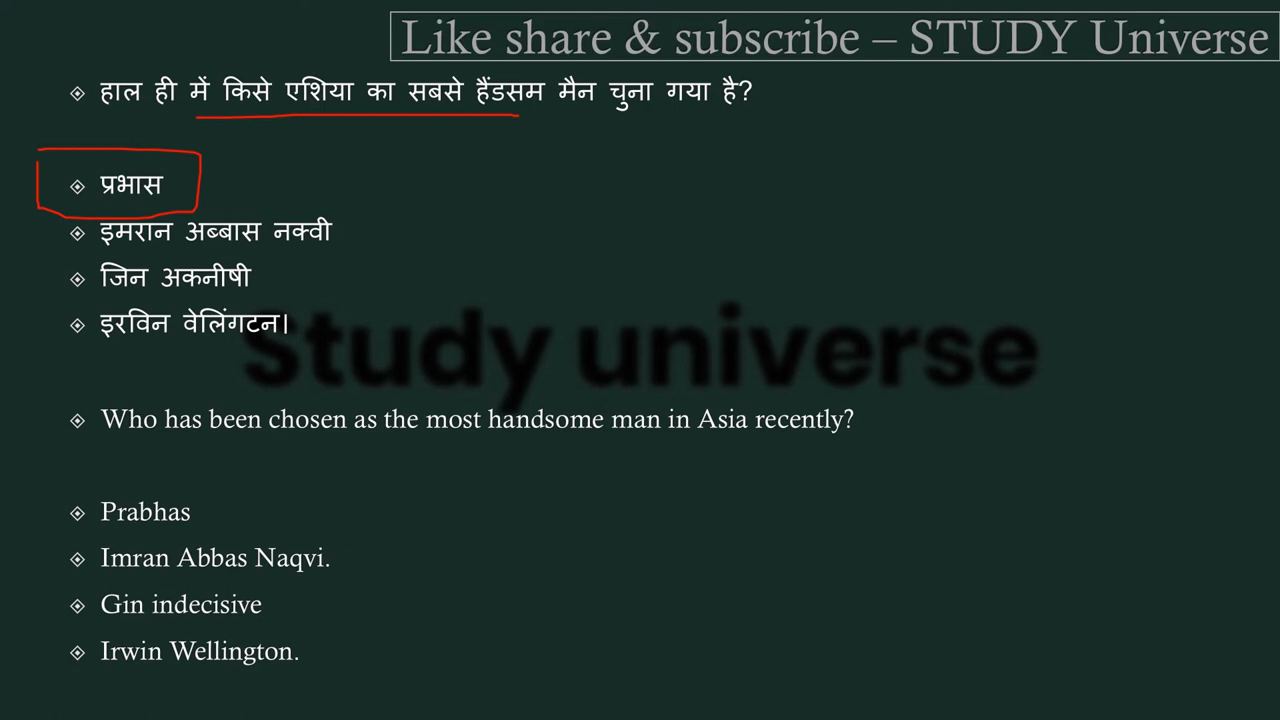 Like share & subscribe – STUDY Universe
हाल ही में किसे एशिया का सबसे हैंडसम मैन चुना गया है?
प्रभास
इमरान अब्बास नक्वी
जिन अकनीषी
इरविन वेलिंगटन।
Study universe
Who has been chosen as the most handsome man in Asia recently?
Prabhas
Imran Abbas Naqvi.
Gin indecisive
Irwin Wellington.